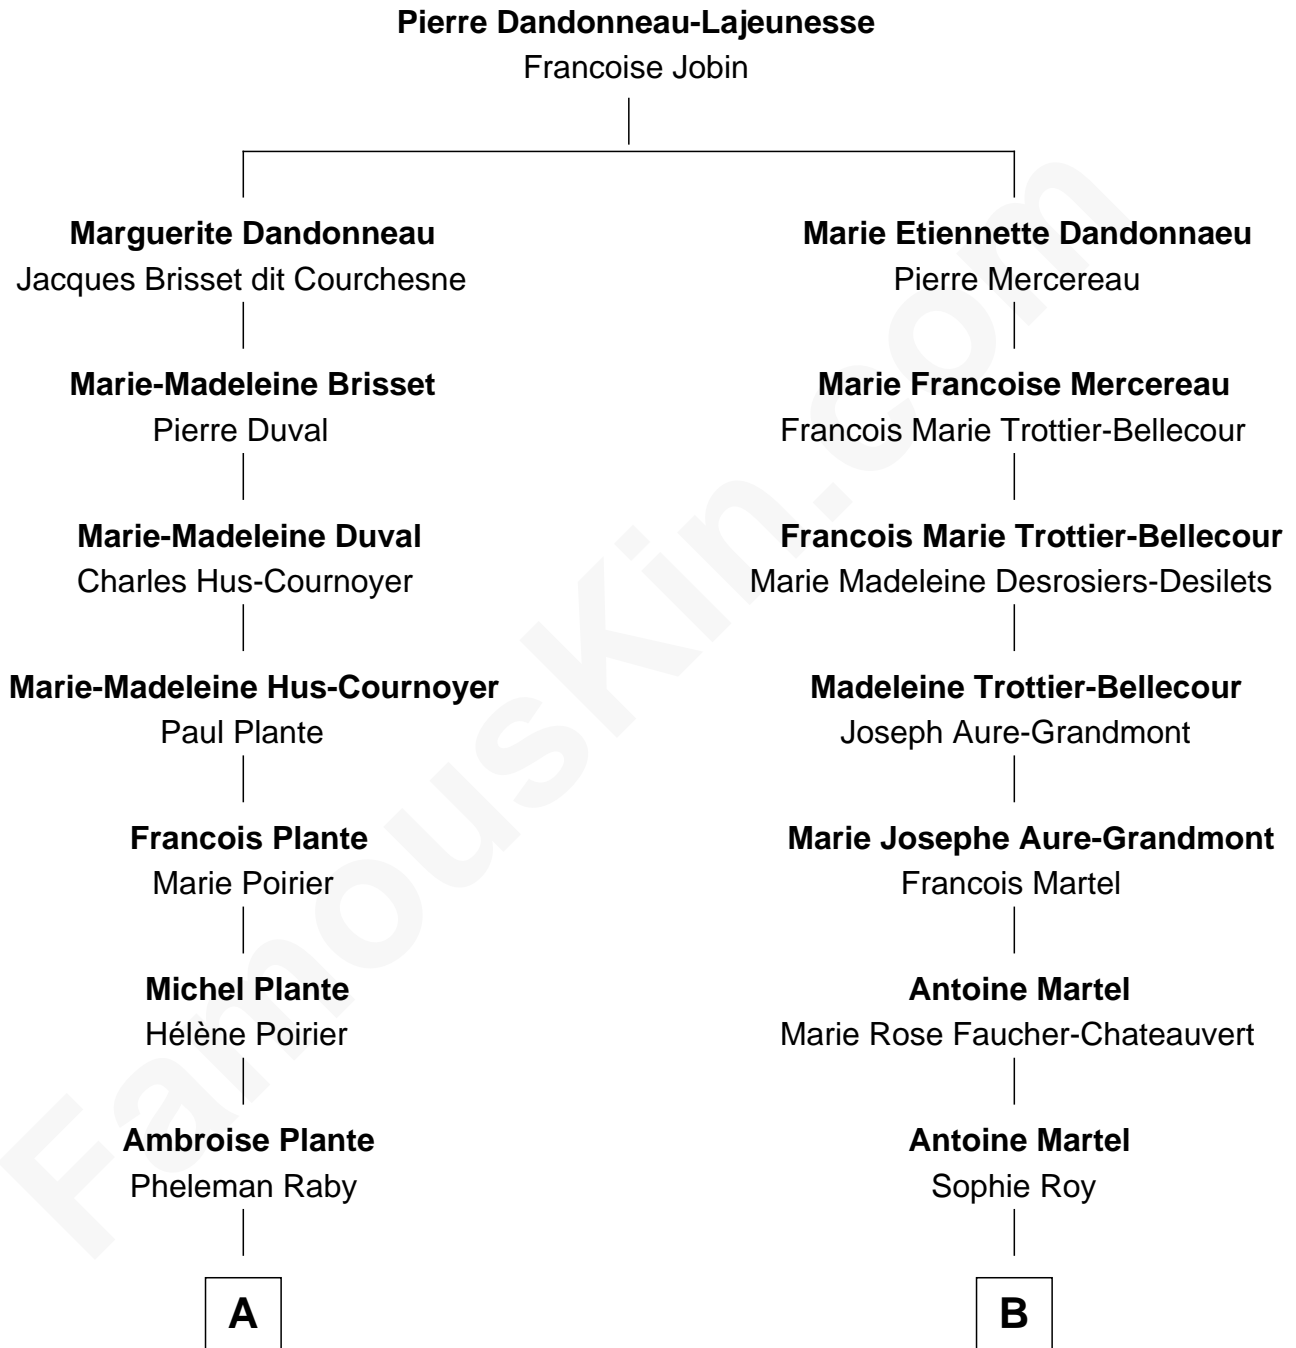 Pierre Dandonneau-Lajeunesse
Francoise Jobin
Marguerite Dandonneau
Jacques Brisset dit Courchesne
Marie Etiennette Dandonnaeu
Pierre Mercereau
Marie-Madeleine Brisset
Pierre Duval
Marie Francoise Mercereau
Francois Marie Trottier-Bellecour
Marie-Madeleine Duval
Charles Hus-Cournoyer
Francois Marie Trottier-Bellecour
Marie Madeleine Desrosiers-Desilets
Marie-Madeleine Hus-Cournoyer
Paul Plante
Madeleine Trottier-Bellecour
Joseph Aure-Grandmont
Francois Plante
Marie Poirier
Marie Josephe Aure-Grandmont
Francois Martel
Michel Plante
Hélène Poirier
Antoine Martel
Marie Rose Faucher-Chateauvert
Ambroise Plante
Pheleman Raby
Antoine Martel
Sophie Roy
A
B
FamousKin.com